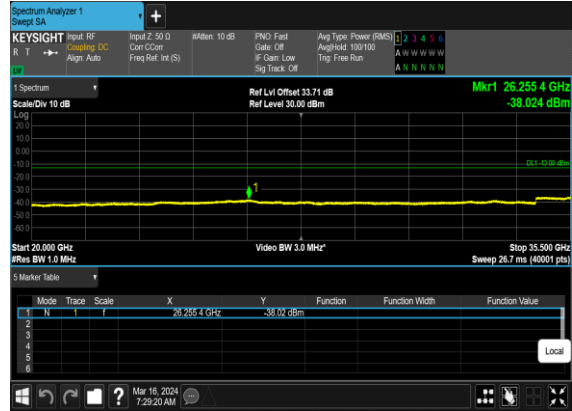 Spectrum Analyzer 1
Swept SA
KEYSIGHT Input: RF Input Z: 50 Ω #Atten: 10 dB PNO: Fast Avg Type: Power (RMS) 1 2 3 4 5 6
R T Coupling: DC Corr CCorr Gate: Off Avg|Hold: 100/100 A W W W W W
Align: Auto Freq Ref: Int (S) IF Gain: Low Trig: Free Run
LW Sig Track: Off A N N N N N
1 Spectrum Ref Lvl Offset 33.71 dB Mkr1 26.255 4 GHz
Scale/Div 10 dB Ref Level 30.00 dBm -38.024 dBm
Log
20.0
10.0
0.00
-10.0 DL1 -13.00 dBm
-20.0
-30.0 1
-40.0
-50.0
-60.0
Start 20.000 GHz Video BW 3.0 MHz* Stop 35.500 GHz
#Res BW 1.0 MHz Sweep 26.7 ms (40001 pts)
5 Marker Table
Mode Trace Scale X Y Function Function Width Function Value
1 N 1 f 26.255 4 GHz -38.02 dBm
2
3
4
5
6
Local
Mar 16, 2024
7:29:20 AM